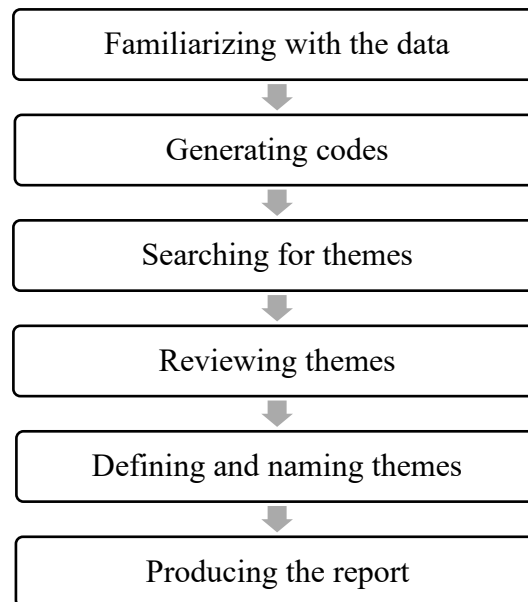 Familiarizing with the data
Generating codes
Searching for themes
Reviewing themes
Defining and naming themes
Producing the report